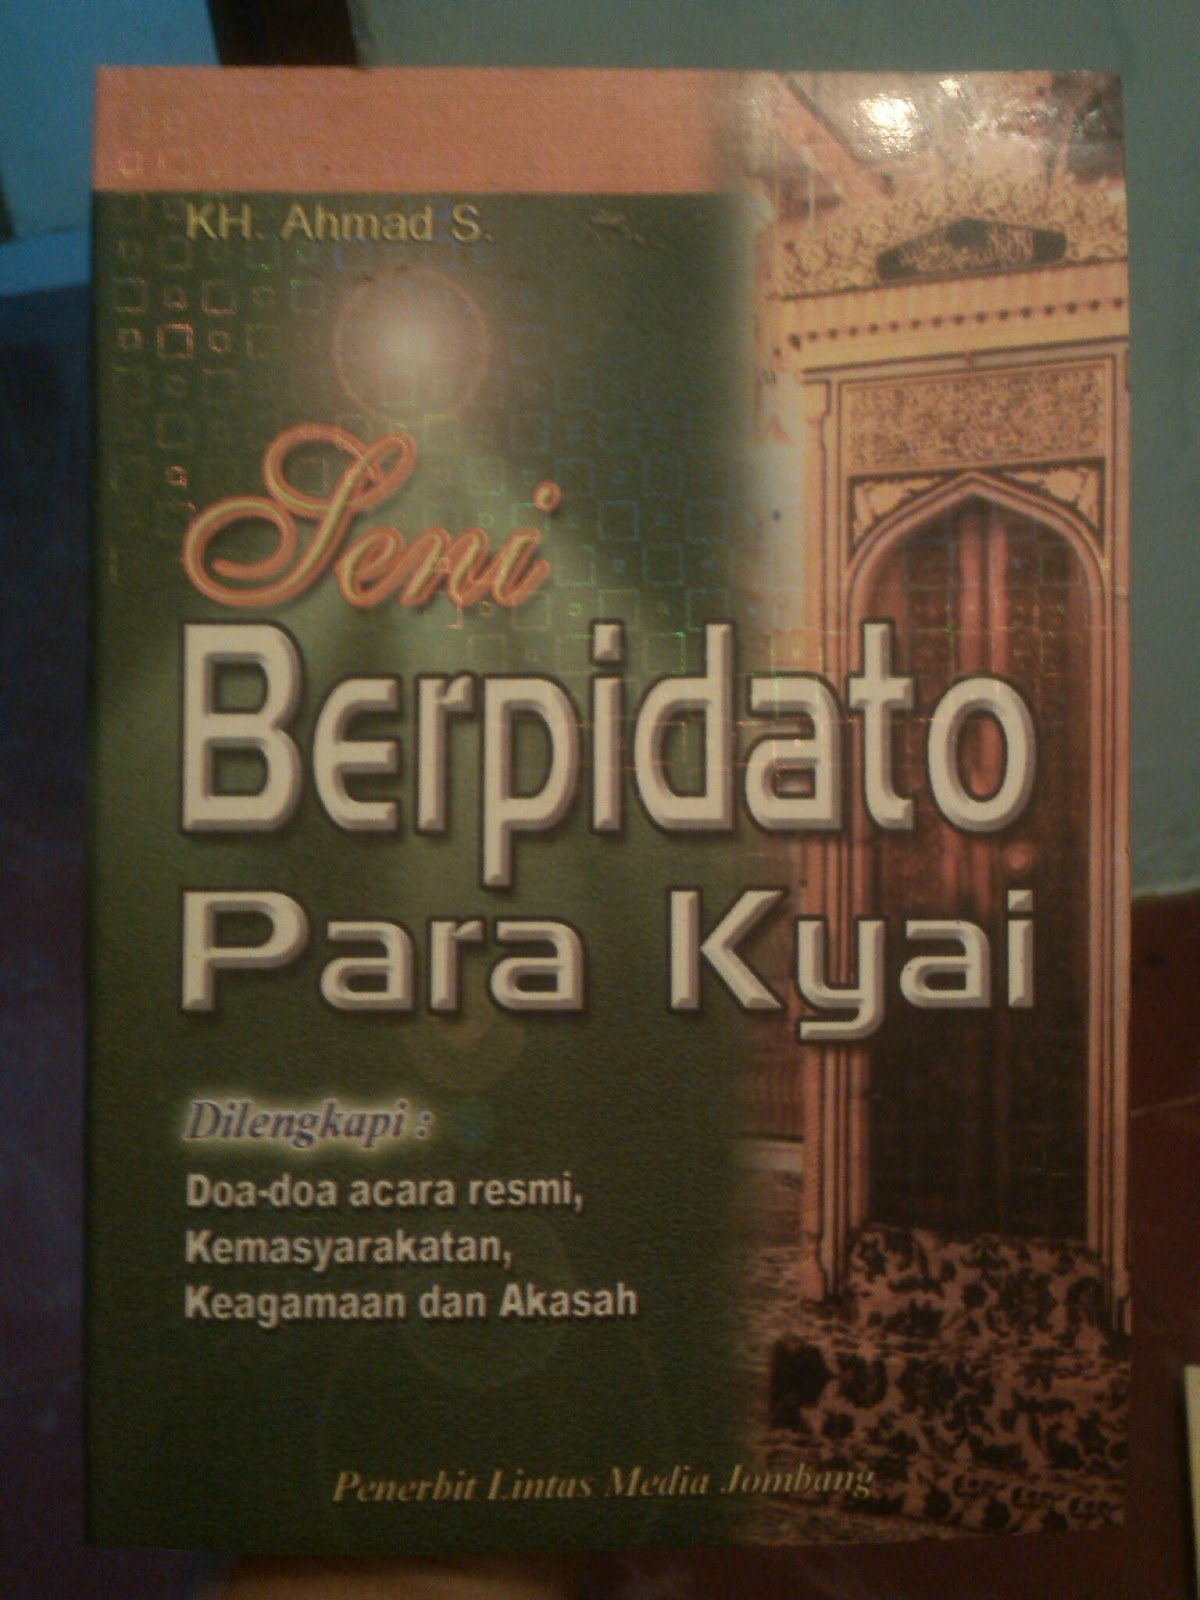 KH. Ahmad S.
Seni
Berpidato
Para Kyai
Dilengkapi :
Doa-doa acara resmi,
Kemasyarakatan,
Keagamaan dan Akasah
Penerbit Lintas Media Jombang